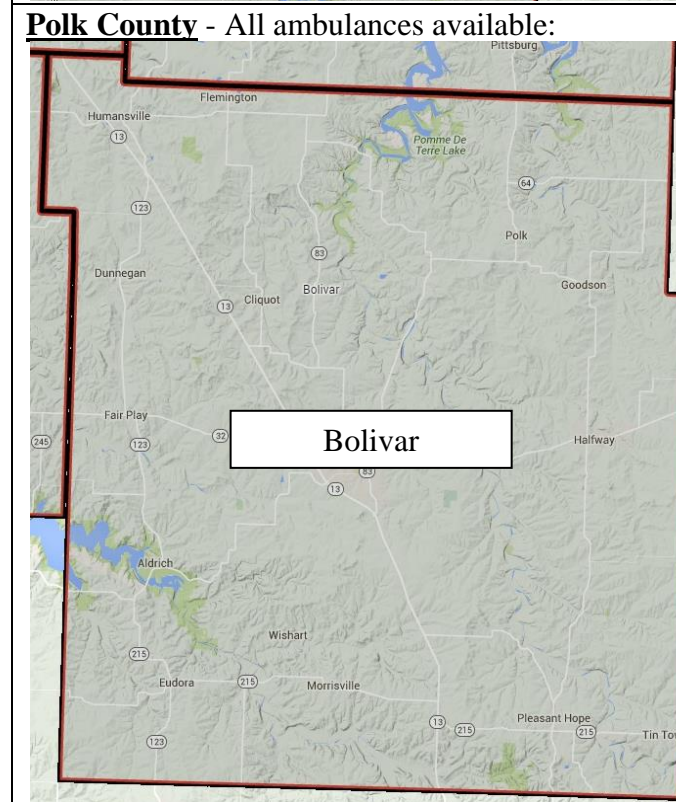 Polk County - All ambulances available:
Pittsburg
Flemington
Humansville
13
Pomme De
Terre Lake
64
123
Polk
83
Dunnegan
Goodson
Bolivar
13
Cliquot
Fair Play
32
Bolivar
Halfway
245
123
83
13
Aldrich
Wishart
215
Eudora
215
Morrisville
Pleasant Hope
13
215
215
Tin Tow
123